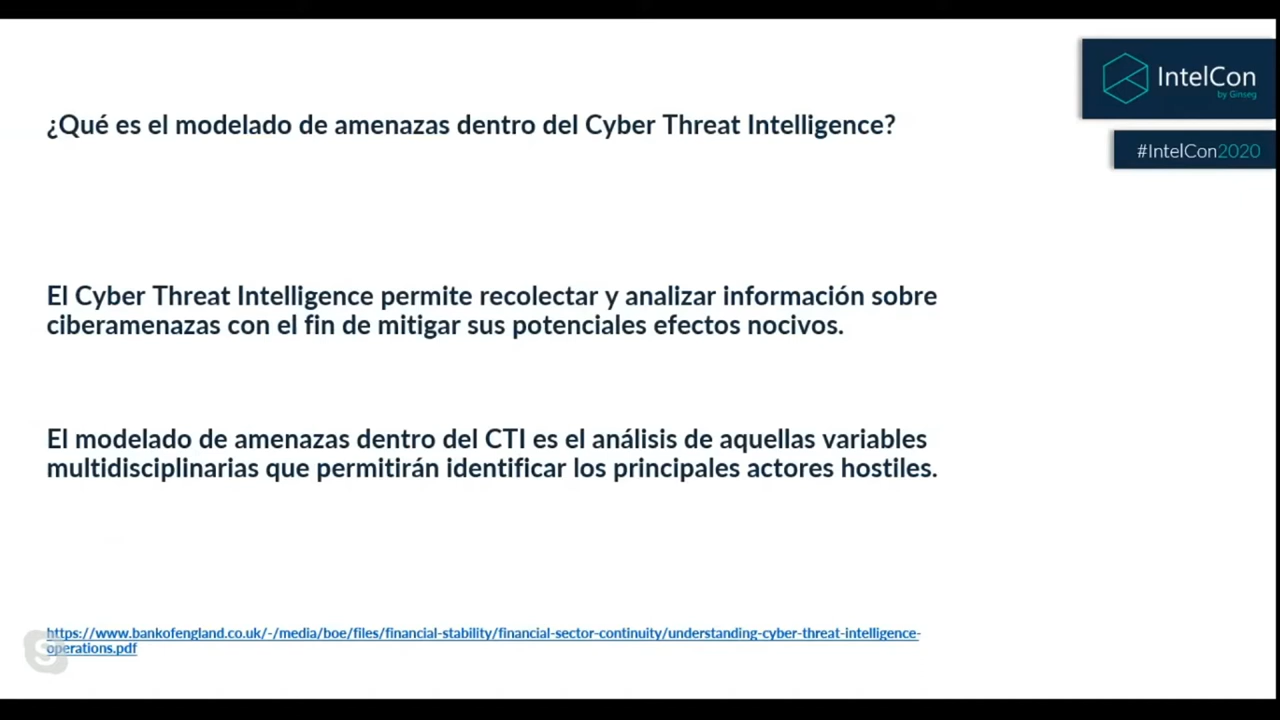 IntelCon
by Ginseg
#IntelCon2020
¿Qué es el modelado de amenazas dentro del Cyber Threat Intelligence?
El Cyber Threat Intelligence permite recolectar y analizar información sobre
ciberamenazas con el fin de mitigar sus potenciales efectos nocivos.
El modelado de amenazas dentro del CTI es el análisis de aquellas variables
multidisciplinarias que permitirán identificar los principales actores hostiles.
https://www.bankofengland.co.uk/-/media/boe/files/financial-stability/financial-sector-continuity/understanding-cyber-threat-intelligence-
operations.pdf